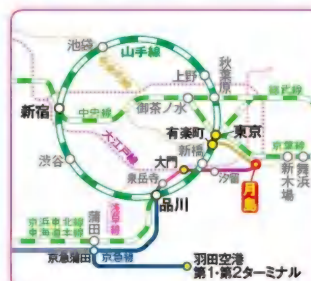 池袋
山手線
上野
秋葉原
総武線
御茶ノ水
新宿
中央線
有楽町
東京
大江戸線
新橋
京葉線
大門
渋谷
泉岳寺
汐留
月島
新木場
舞浜
品川
浅草線
京浜東北線
東海道本線
蒲田
京急蒲田
京急線
羽田空港
第1・第2ターミナル